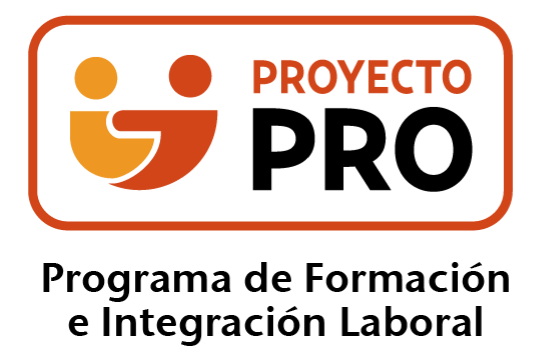 PROYECTO
PRO
Programa de Formación
e Integración Laboral